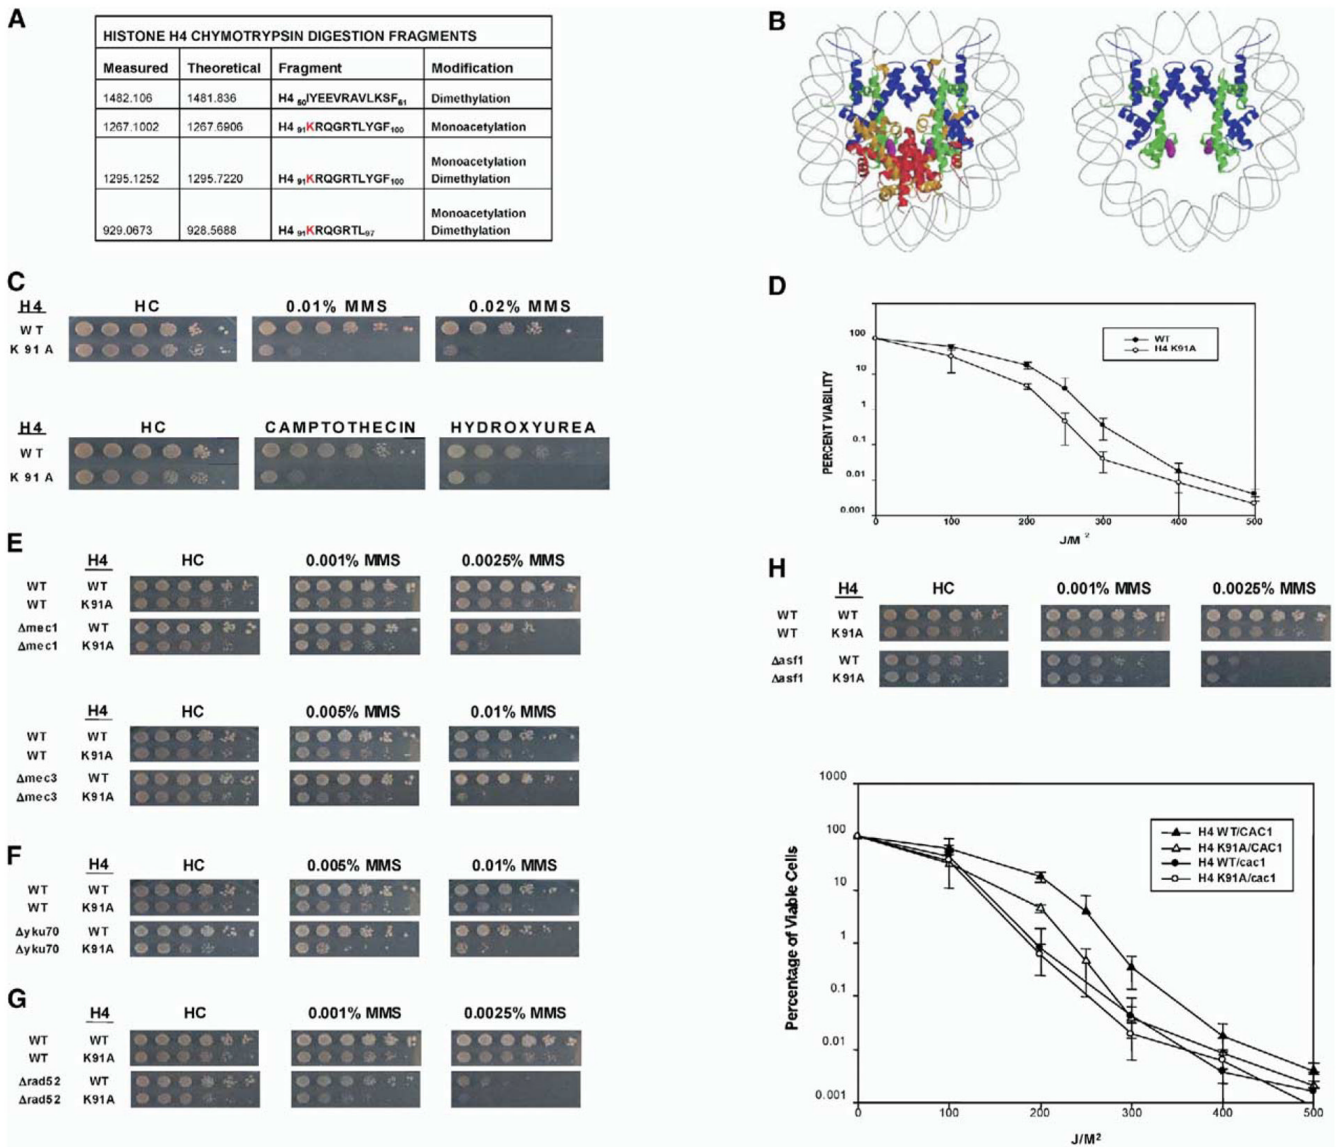 A
HISTONE H4 CHYMOTRYPSIN DIGESTION FRAGMENTS
Measured Theoretical Fragment Modification
1482.106 1481.836 H4 50IYEEVRAVLKSF61 Dimethylation
1267.1002 1267.6906 H4 91KRQGRTLYGF100 Monoacetylation
Monoacetylation
1295.1252 1295.7220 H4 91KRQGRTLYGF100 Dimethylation
Monoacetylation
929.0673 928.5688 H4 91KRQGRTL97 Dimethylation
B
C
H4 HC 0.01% MMS 0.02% MMS
WT
K91A
H4 HC CAMPTOTHECIN HYDROXYUREA
WT
K91A
D
PERCENT VIABILITY
100
10
1
0.1
0.01
0.001
0 100 200 300 400 500
J/M2
WT
H4 K91A
E
H4 HC 0.001% MMS 0.0025% MMS
WT WT
WT K91A
Δmec1 WT
Δmec1 K91A
H4 HC 0.005% MMS 0.01% MMS
WT WT
WT K91A
Δmec3 WT
Δmec3 K91A
F
H4 HC 0.005% MMS 0.01% MMS
WT WT
WT K91A
Δyku70 WT
Δyku70 K91A
G
H4 HC 0.001% MMS 0.0025% MMS
WT WT
WT K91A
Δrad52 WT
Δrad52 K91A
H
H4 HC 0.001% MMS 0.0025% MMS
WT WT
WT K91A
Δasf1 WT
Δasf1 K91A
Percentage of Viable Cells
1000
100
10
1
0.1
0.01
0.001
0 100 200 300 400 500
J/M2
H4 WT/CAC1
H4 K91A/CAC1
H4 WT/cac1
H4 K91A/cac1